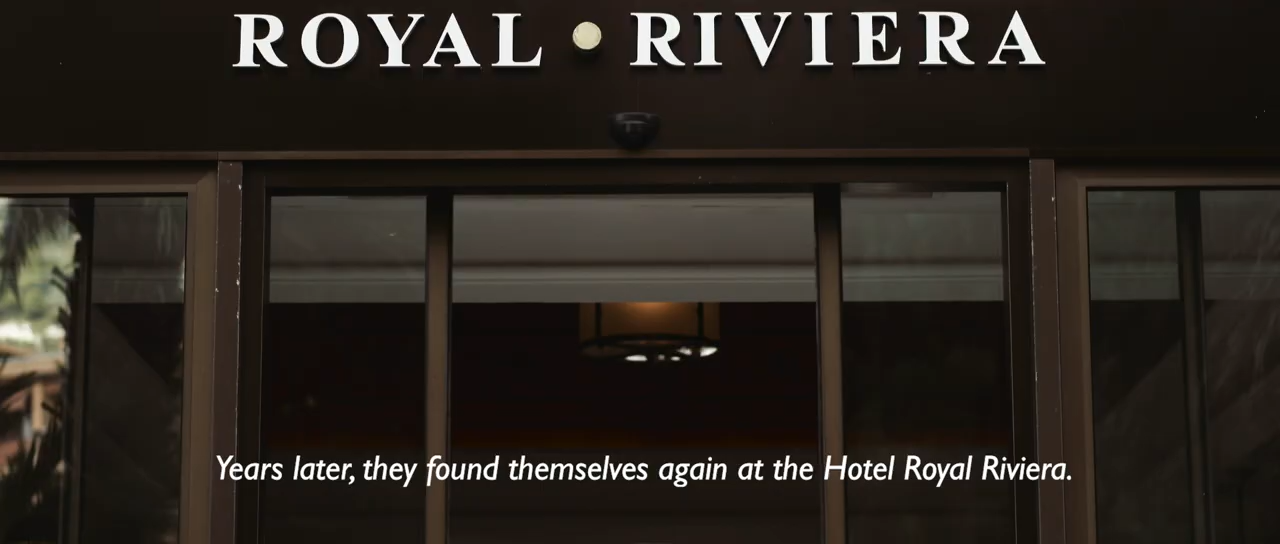 ROYAL • RIVIERA
Years later, they found themselves again at the Hotel Royal Riviera.